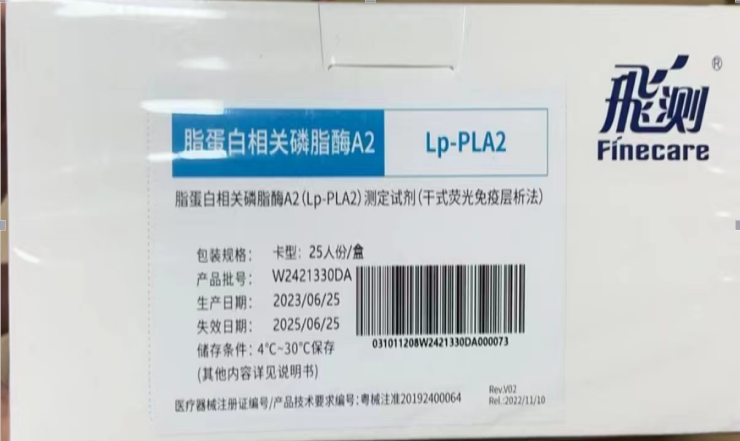 飛测®
Finecare
脂蛋白相关磷脂酶A2
Lp-PLA2
脂蛋白相关磷脂酶A2(Lp-PLA2)测定试剂(干式荧光免疫层析法)
包装规格: 卡型: 25人份/盒
产品批号: W2421330DA
生产日期: 2023/06/25
失效日期: 2025/06/25
储存条件: 4℃~30℃保存
(其他内容详见说明书)
031011208W2421330DA000073
医疗器械注册证编号/产品技术要求编号:粤械注准20192400064
Rev.V02
Rel.:2022/11/10